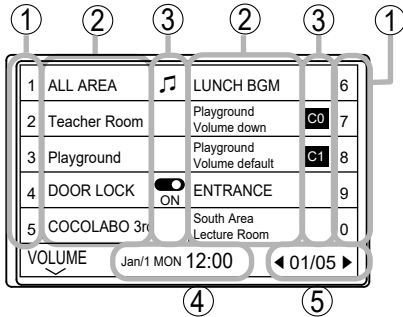 ① ② ③ ② ③ ①
1 ALL AREA LUNCH BGM 6
2 Teacher Room Playground Volume down C0 7
3 Playground Playground Volume default C1 8
4 DOOR LOCK ON ENTRANCE 9
5 COCOLABO 3rd South Area Lecture Room 0
VOLUME Jan/1 MON 12:00 ◀ 01/05 ▶
④ ⑤